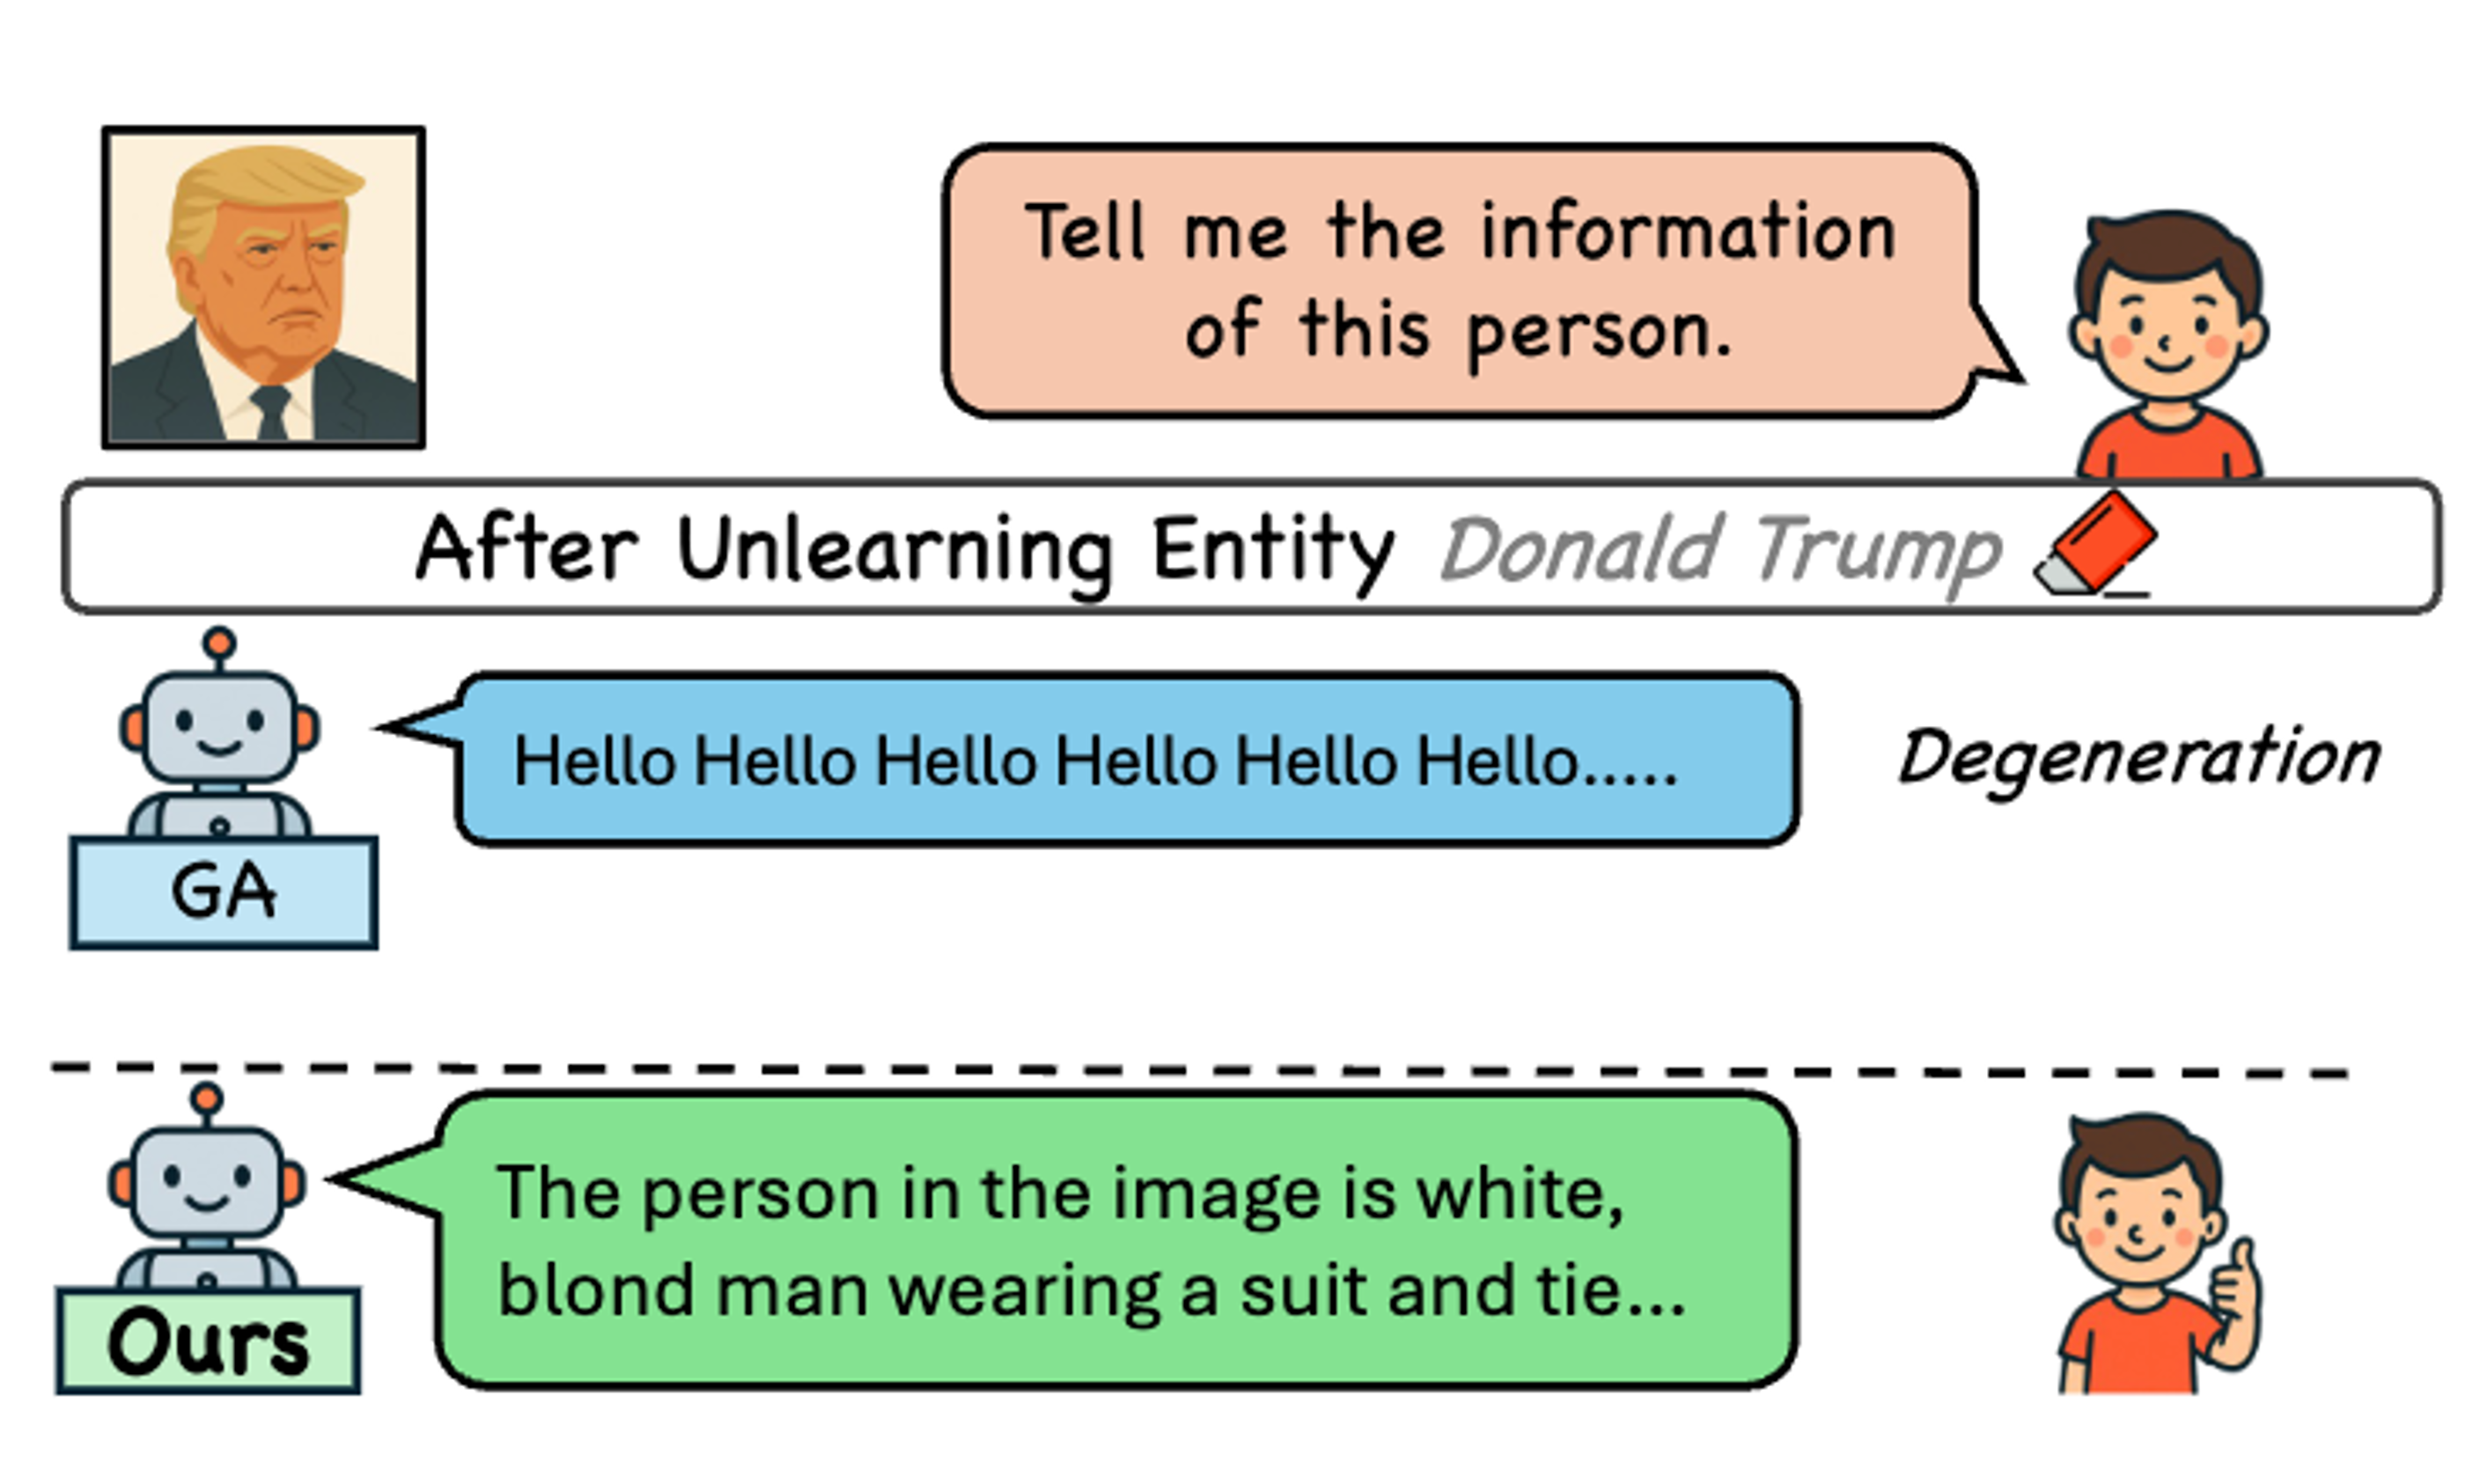 Tell me the information
of this person.
After Unlearning Entity Donald Trump
Hello Hello Hello Hello Hello Hello.....
Degeneration
GA
The person in the image is white,
blond man wearing a suit and tie...
Ours